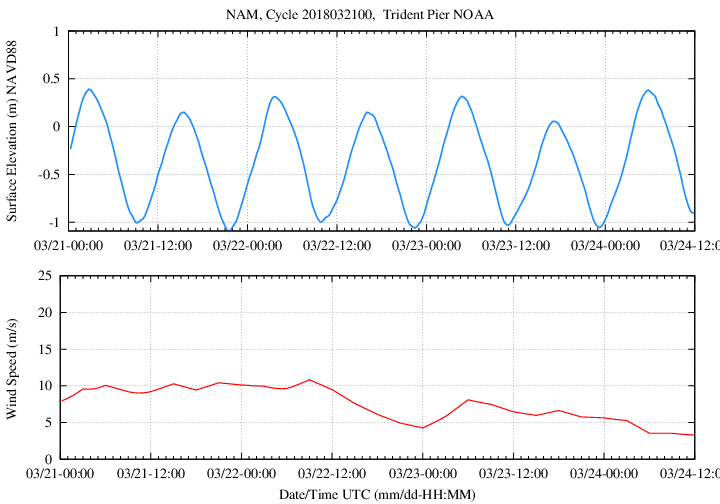 NAM, Cycle 2018032100,  Trident Pier NOAA
Surface Elevation (m) NAVD88
1
0.5
0
-0.5
-1
03/21-00:00 03/21-12:00 03/22-00:00 03/22-12:00 03/23-00:00 03/23-12:00 03/24-00:00 03/24-12:0
Wind Speed (m/s)
25
20
15
10
5
0
03/21-00:00 03/21-12:00 03/22-00:00 03/22-12:00 03/23-00:00 03/23-12:00 03/24-00:00 03/24-12:0
Date/Time UTC (mm/dd-HH:MM)